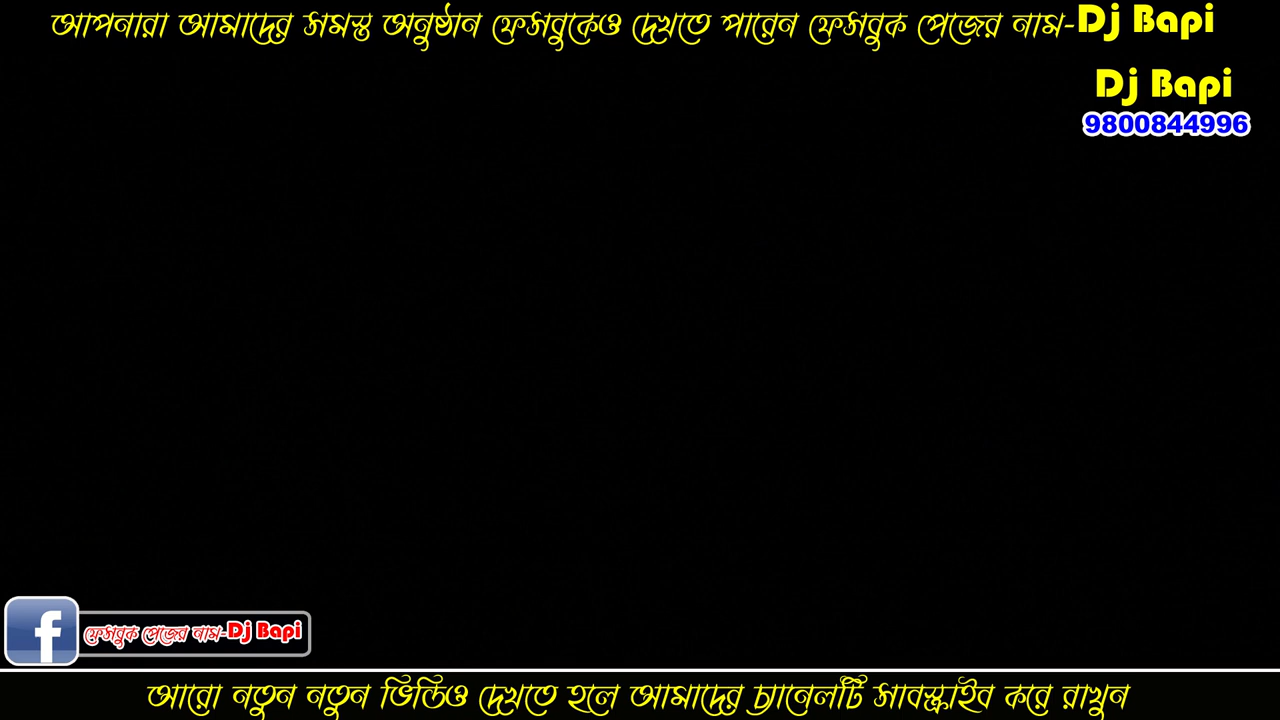 আপনারা আমাদের সমস্ত অনুষ্ঠান ফেসবুকেও দেখতে পারেন ফেসবুক পেজের নাম-Dj Bapi
Dj Bapi
9800844996
f ফেসবুক পেজের নাম-Dj Bapi
আরো নতুন নতুন ভিডিও দেখতে হলে আমাদের চ্যানেলটি সাবস্ক্রাইব করে রাখুন